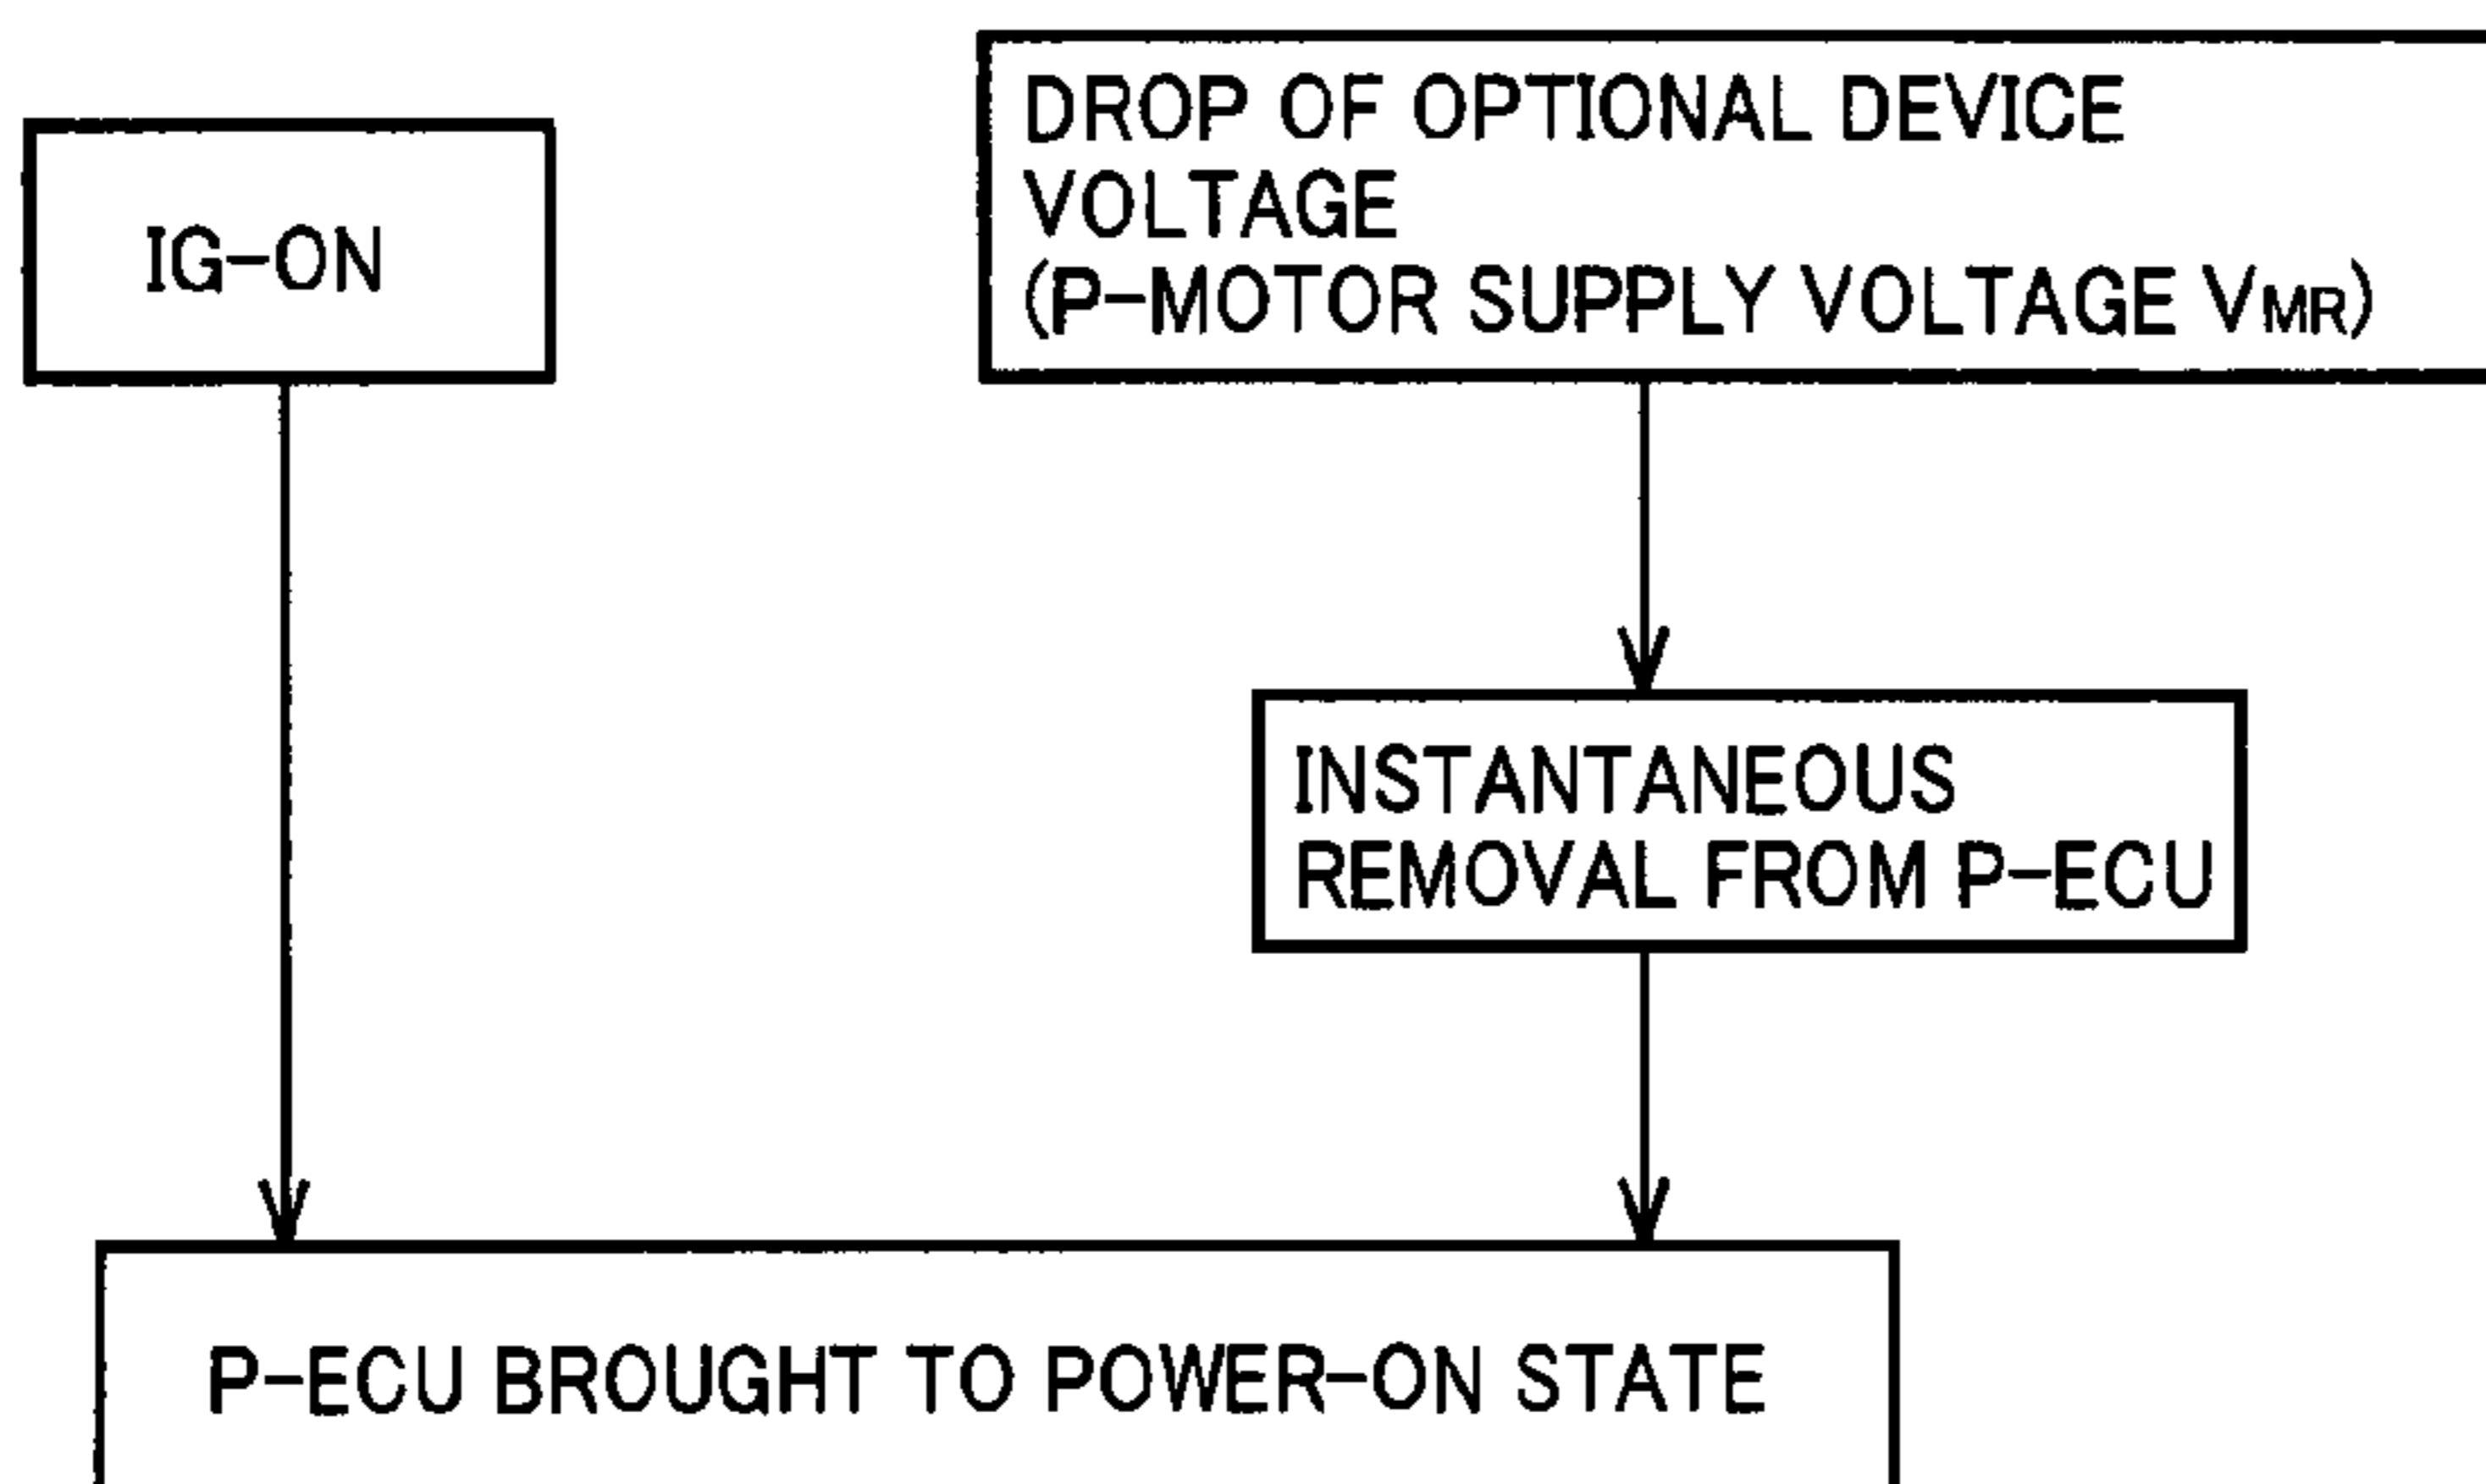 IG-ON
DROP OF OPTIONAL DEVICE
VOLTAGE
(P-MOTOR SUPPLY VOLTAGE VMR)
INSTANTANEOUS
REMOVAL FROM P-ECU
P-ECU BROUGHT TO POWER-ON STATE